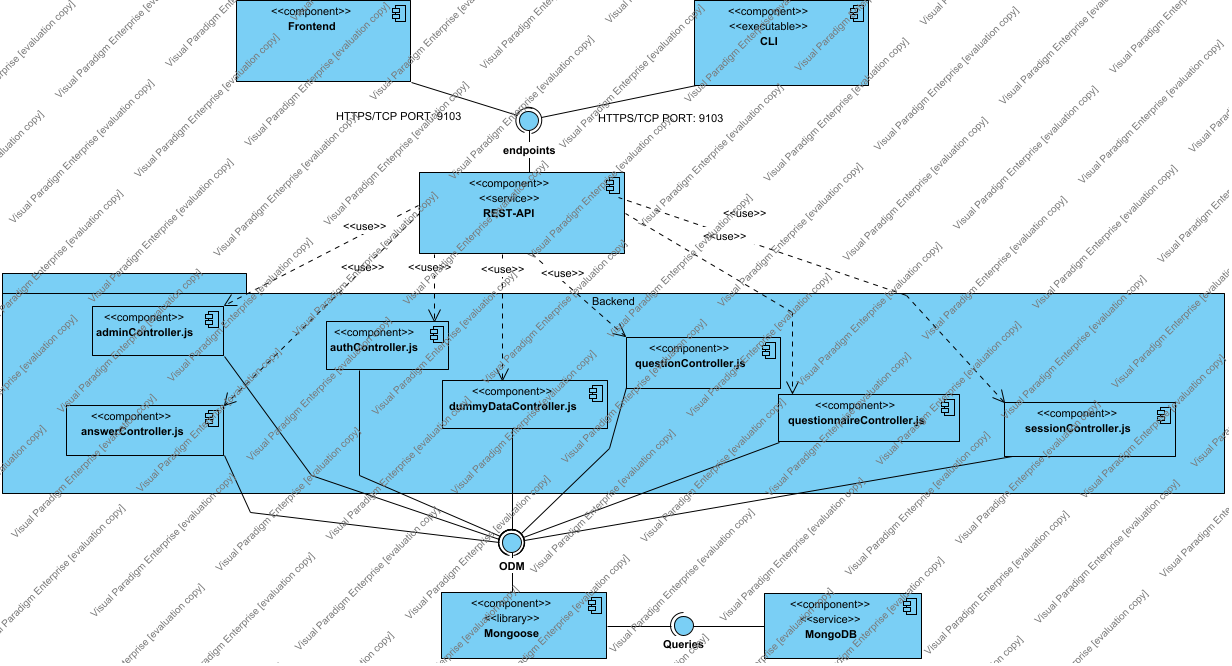 <<component>>
Frontend
<<component>>
<<executable>>
CLI
HTTPS/TCP PORT: 9103
HTTPS/TCP PORT: 9103
endpoints
<<component>>
<<service>>
REST-API
<<use>>
<<use>>
<<use>>
<<use>>
<<use>>
<<use>>
<<use>>
Backend
<<component>>
adminController.js
<<component>>
authController.js
<<component>>
questionController.js
<<component>>
dummyDataController.js
<<component>>
questionnaireController.js
<<component>>
answerController.js
<<component>>
sessionController.js
ODM
<<component>>
<<library>>
Mongoose
Queries
<<component>>
<<service>>
MongoDB
Visual Paradigm Enterprise [evaluation copy]